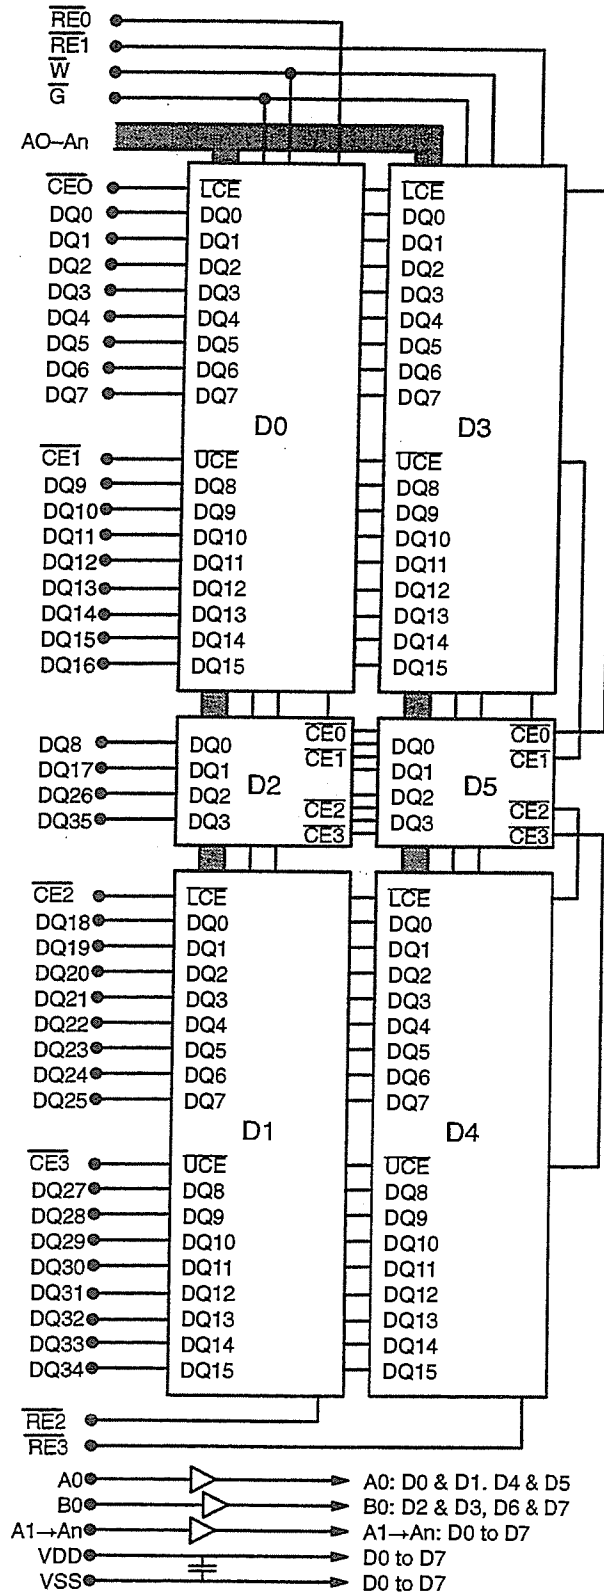 RE0
RE1
W
G
AO–An
CEO LCE LCE
DQ0 DQ0 DQ0
DQ1 DQ1 DQ1
DQ2 DQ2 DQ2
DQ3 DQ3 DQ3
DQ4 DQ4 DQ4
DQ5 DQ5 DQ5
DQ6 DQ6 DQ6
DQ7 DQ7 DQ7
D0 D3
CE1 UCE UCE
DQ9 DQ8 DQ8
DQ10 DQ9 DQ9
DQ11 DQ10 DQ10
DQ12 DQ11 DQ11
DQ13 DQ12 DQ12
DQ14 DQ13 DQ13
DQ15 DQ14 DQ14
DQ16 DQ15 DQ15
CE0 CE0
DQ8 DQ0 DQ0
CE1 CE1
DQ17 DQ1 DQ1
D2 D5
DQ26 DQ2 DQ2
CE2 CE2
DQ35 DQ3 DQ3
CE3 CE3
CE2 LCE LCE
DQ18 DQ0 DQ0
DQ19 DQ1 DQ1
DQ20 DQ2 DQ2
DQ21 DQ3 DQ3
DQ22 DQ4 DQ4
DQ23 DQ5 DQ5
DQ24 DQ6 DQ6
DQ25 DQ7 DQ7
D1 D4
CE3 UCE UCE
DQ27 DQ8 DQ8
DQ28 DQ9 DQ9
DQ29 DQ10 DQ10
DQ30 DQ11 DQ11
DQ31 DQ12 DQ12
DQ32 DQ13 DQ13
DQ33 DQ14 DQ14
DQ34 DQ15 DQ15
RE2
RE3
A0 A0: D0 & D1. D4 & D5
B0 B0: D2 & D3, D6 & D7
A1→An A1→An: D0 to D7
VDD D0 to D7
VSS D0 to D7